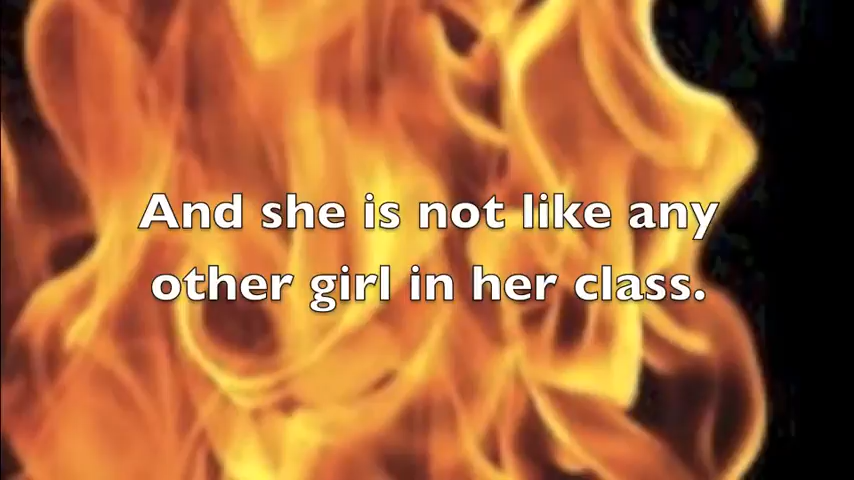 And she is not like any
other girl in her class.